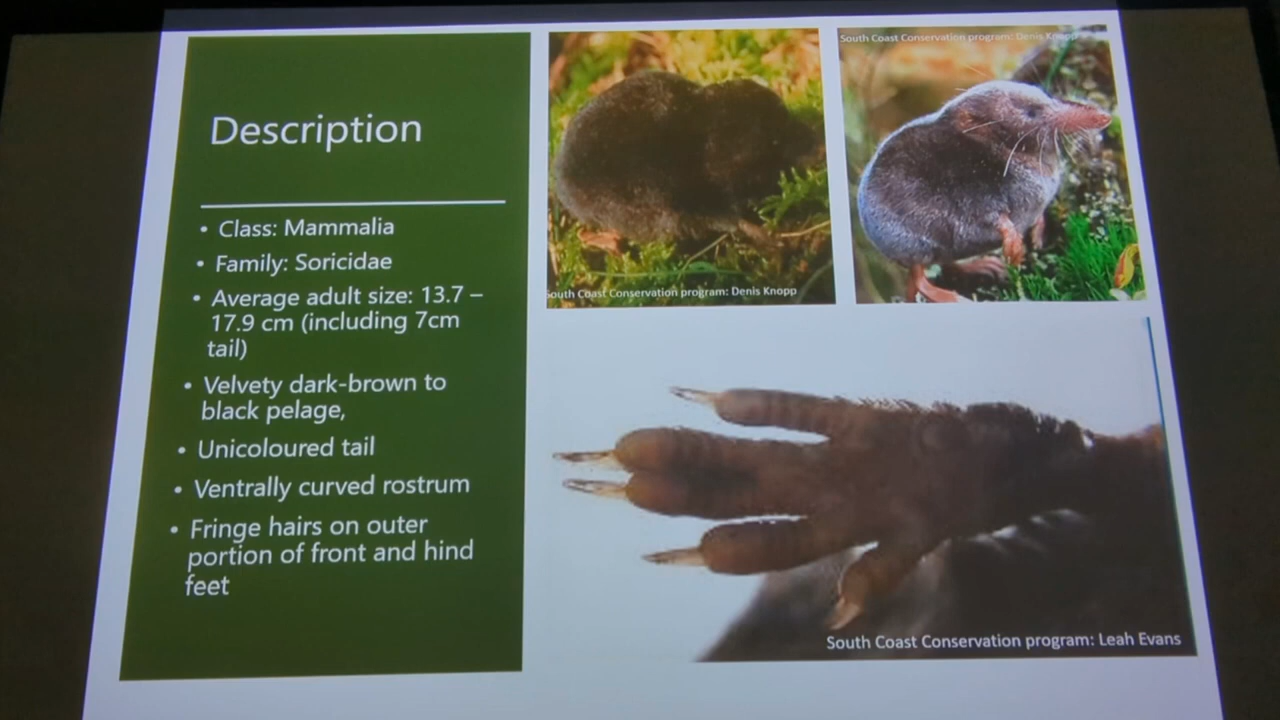 Description
• Class: Mammalia
• Family: Soricidae
• Average adult size: 13.7 –
17.9 cm (including 7cm
tail)
• Velvety dark-brown to
black pelage,
• Unicoloured tail
• Ventrally curved rostrum
• Fringe hairs on outer
portion of front and hind
feet
South Coast Conservation program: Denis Knopp
South Coast Conservation program: Denis Knopp
South Coast Conservation program: Leah Evans